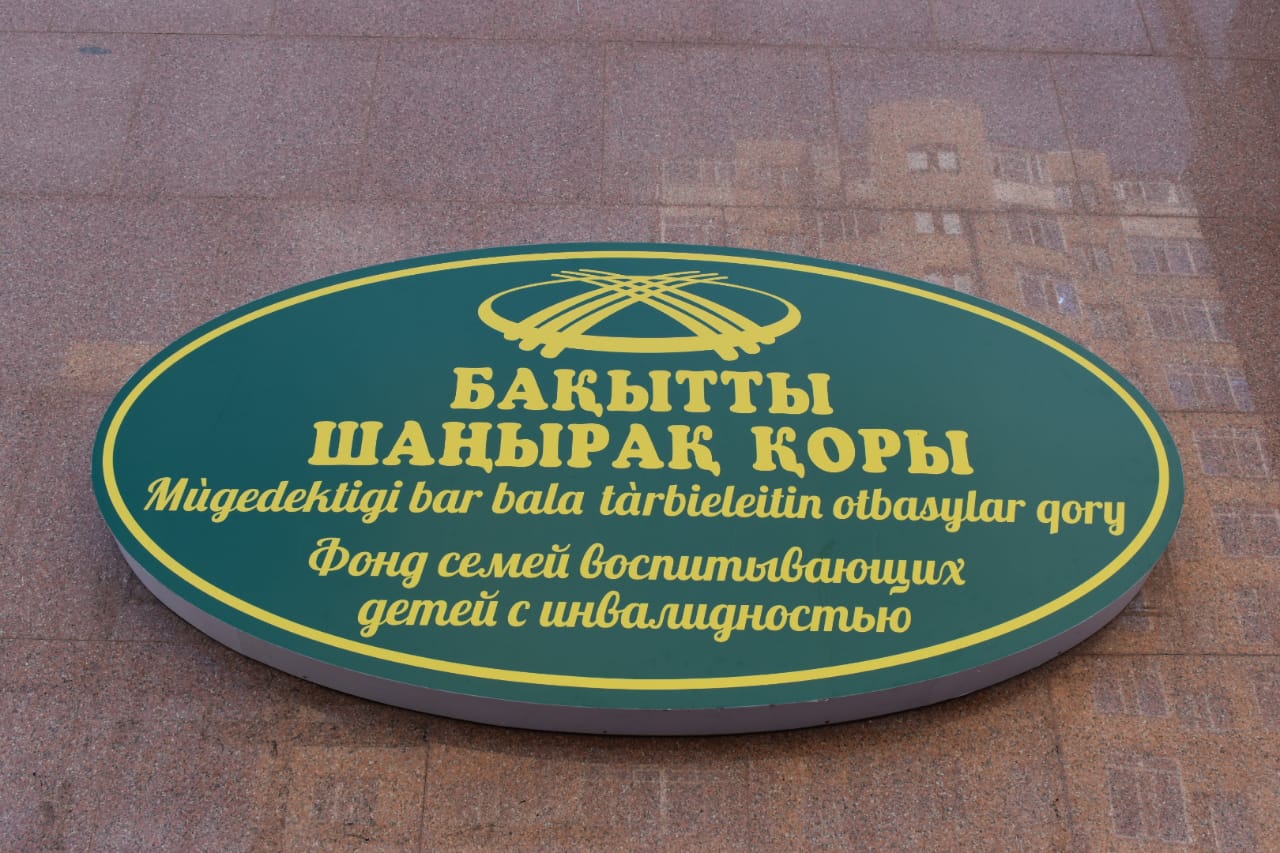 БАҚЫТТЫ
ШАҢЫРАҚ ҚОРЫ
Mùgedektigi bar bala tàrbieleitin otbasylar qory
Фонд семей воспитывающих
детей с инвалидностью